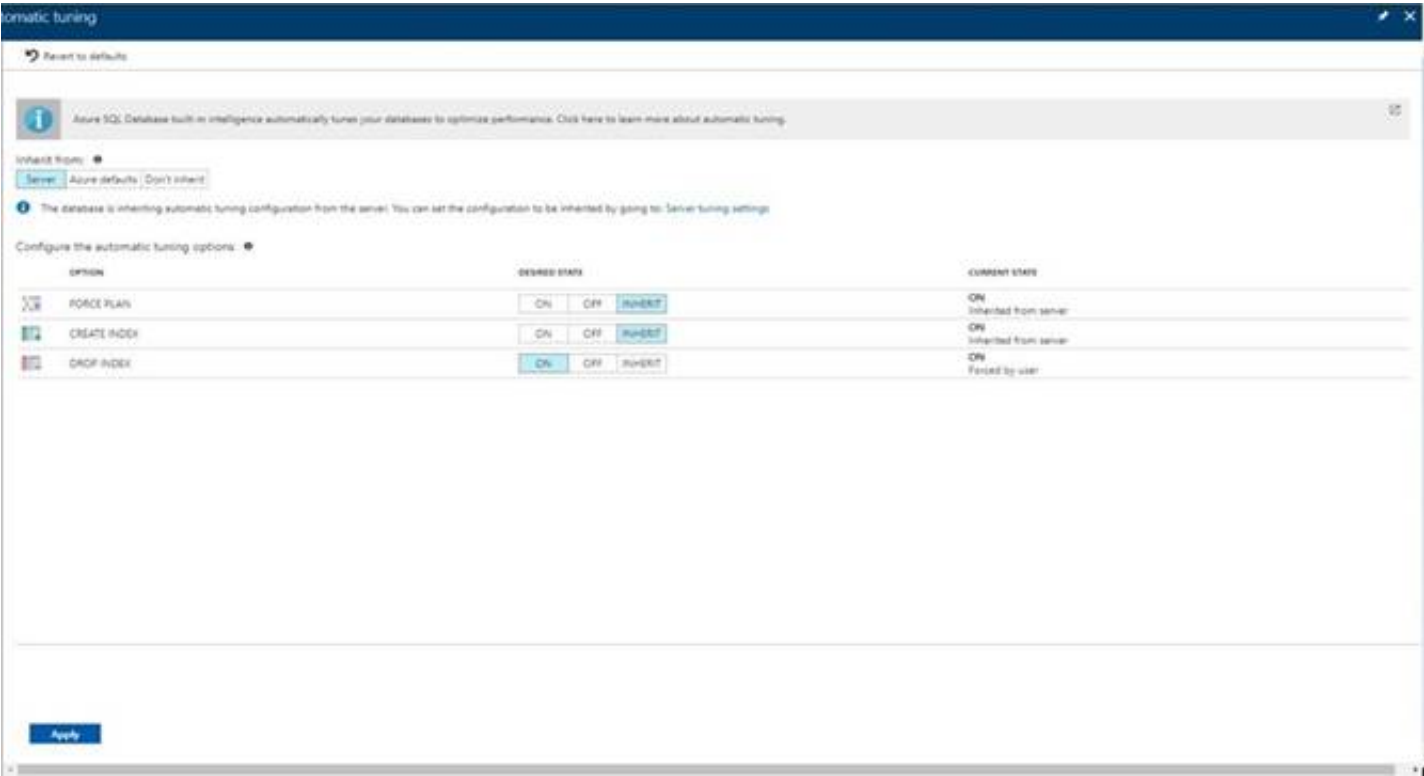 tomatic tuning
Revert to defaults
Azure SQL Database built-in intelligence automatically tunes your databases to optimize performance. Click here to learn more about automatic tuning.
Inherit from:
Server Azure defaults Don't inherit
The database is inheriting automatic tuning configuration from the server. You can set the configuration to be inherited by going to: Server tuning settings
Configure the automatic tuning options
OPTION DESIRED STATE CURRENT STATE
FORCE PLAN ON OFF INHERIT ON
Inherited from server
CREATE INDEX ON OFF INHERIT ON
Inherited from server
DROP INDEX ON OFF INHERIT ON
Forced by user
Apply